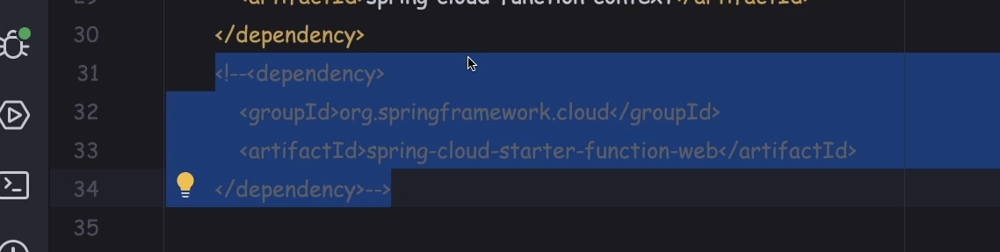 29 <artifactId>spring-cloud-function-context</artifactId>
30 </dependency>
31 <!--<dependency>
32 <groupId>org.springframework.cloud</groupId>
33 <artifactId>spring-cloud-starter-function-web</artifactId>
34 </dependency>-->
35